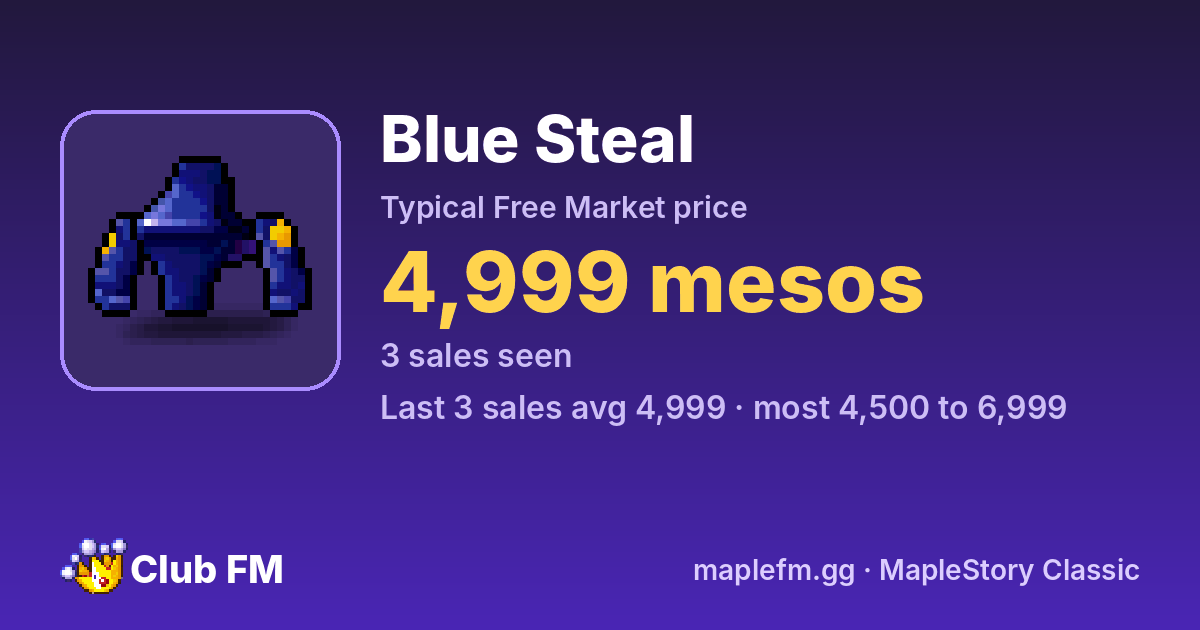 Blue Steal
Typical Free Market price
4,999 mesos
3 sales seen
Last 3 sales avg 4,999 · most 4,500 to 6,999
Club FM
maplefm.gg · MapleStory Classic